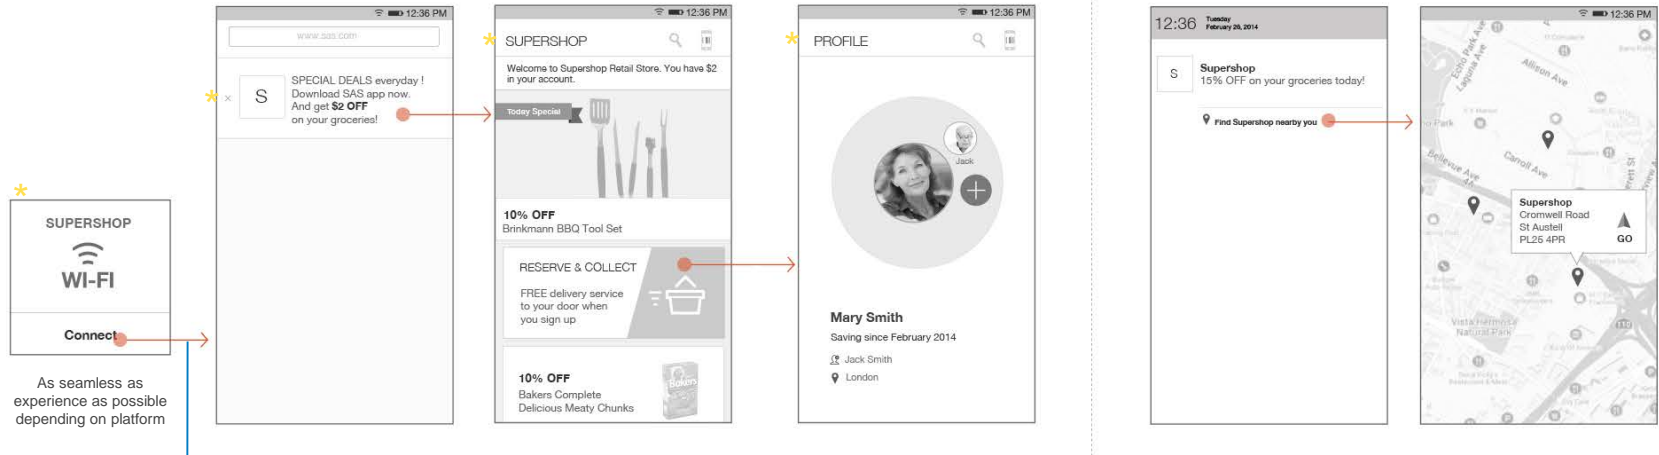 SUPERSHOP
WI-FI
Connect
As seamless as
experience as possible
depending on platform
12:36 PM
www.sas.com
×
S
SPECIAL DEALS everyday !
Download SAS app now.
And get $2 OFF
on your groceries!
12:36 PM
SUPERSHOP
Welcome to Supershop Retail Store. You have $2
in your account.
Today Special
10% OFF
Brinkmann BBQ Tool Set
RESERVE & COLLECT
FREE delivery service
to your door when
you sign up
10% OFF
Bakers Complete
Delicious Meaty Chunks
Bakers
12:36 PM
PROFILE
Jack
Mary Smith
Saving since February 2014
Jack Smith
London
12:36
Tuesday
February 25, 2014
S
Supershop
15% OFF on your groceries today!
Find Supershop nearby you
12:36 PM
Echo Park Ave
Laguna Ave
Allison Ave
Bellevue Ave
Carroll Ave
Supershop
Cromwell Road
St Austell
PL25 4PR
GO
110
Vista Hermosa
Natural Park